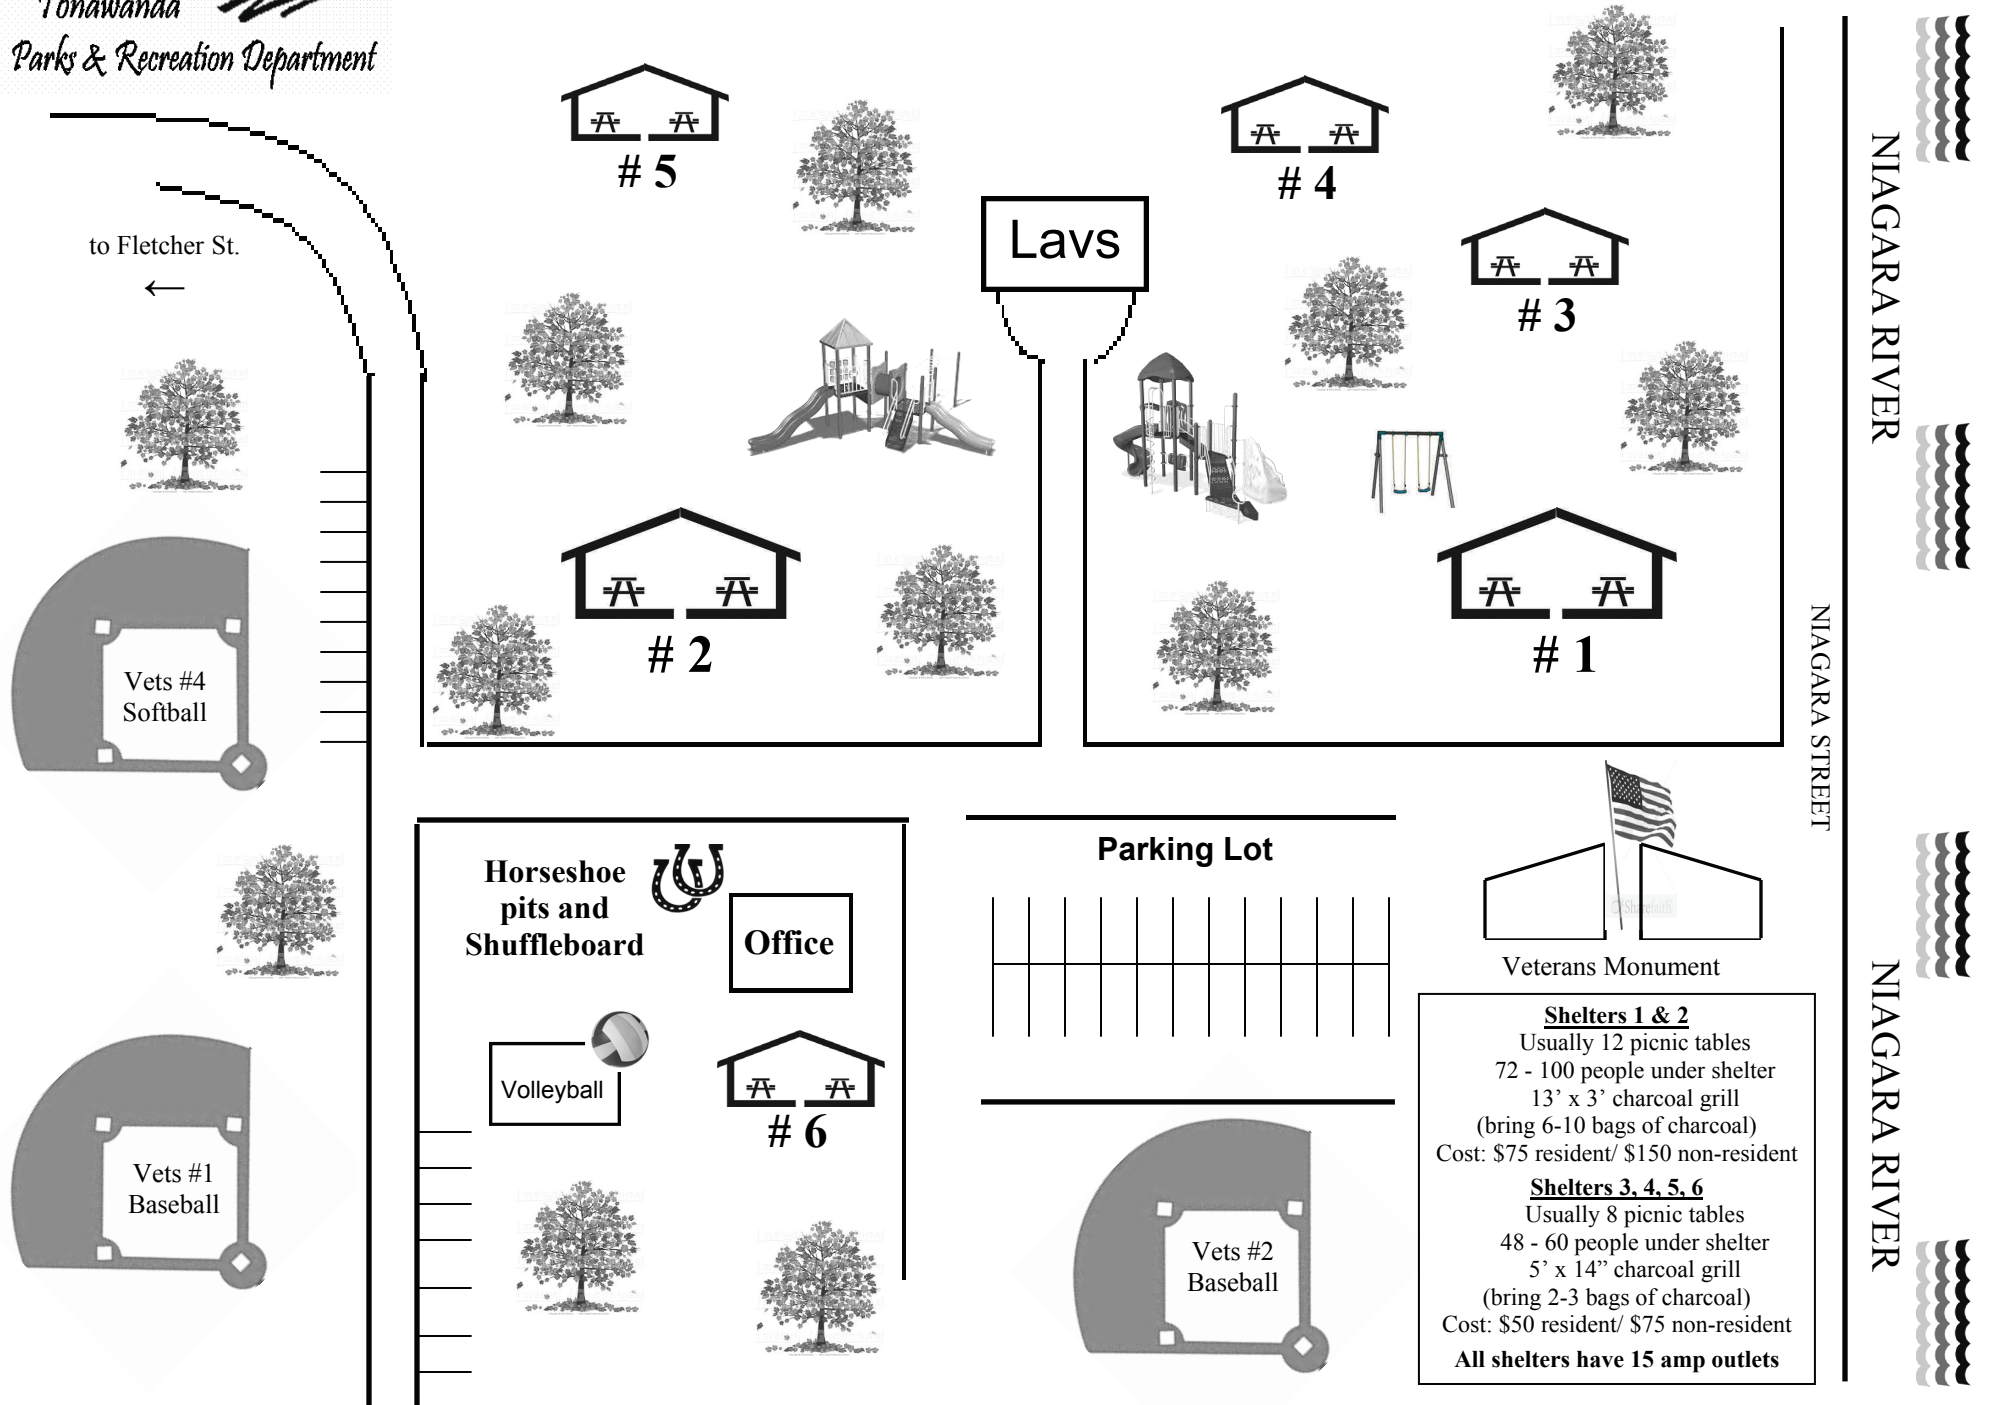 Tonawanda
Parks & Recreation Department
# 5
# 4
Lavs
# 3
to Fletcher St.
←
NIAGARA RIVER
# 2
# 1
Vets #4
Softball
NIAGARA STREET
Horseshoe
pits and
Shuffleboard
Office
Parking Lot
Sharefaith
Veterans Monument
Volleyball
# 6
Vets #1
Baseball
Vets #2
Baseball
Shelters 1 & 2
Usually 12 picnic tables
72 - 100 people under shelter
13’ x 3’ charcoal grill
(bring 6-10 bags of charcoal)
Cost: $75 resident/ $150 non-resident
Shelters 3, 4, 5, 6
Usually 8 picnic tables
48 - 60 people under shelter
5’ x 14” charcoal grill
(bring 2-3 bags of charcoal)
Cost: $50 resident/ $75 non-resident
All shelters have 15 amp outlets
NIAGARA RIVER